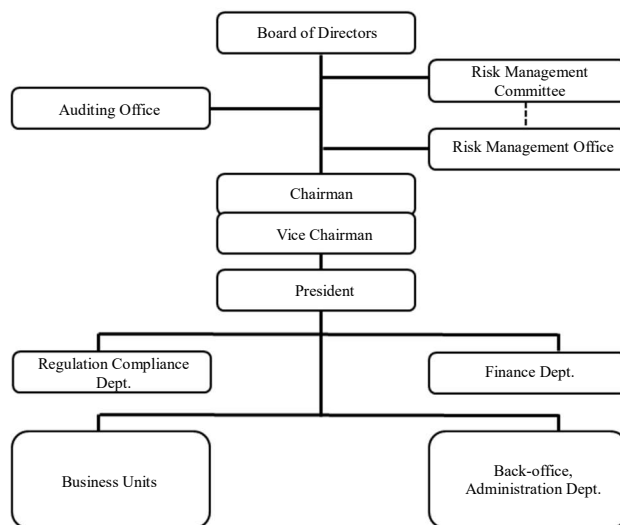 Board of Directors
Risk Management
Committee
Auditing Office
Risk Management Office
Chairman
Vice Chairman
President
Regulation Compliance
Dept.
Finance Dept.
Business Units
Back-office,
Administration Dept.